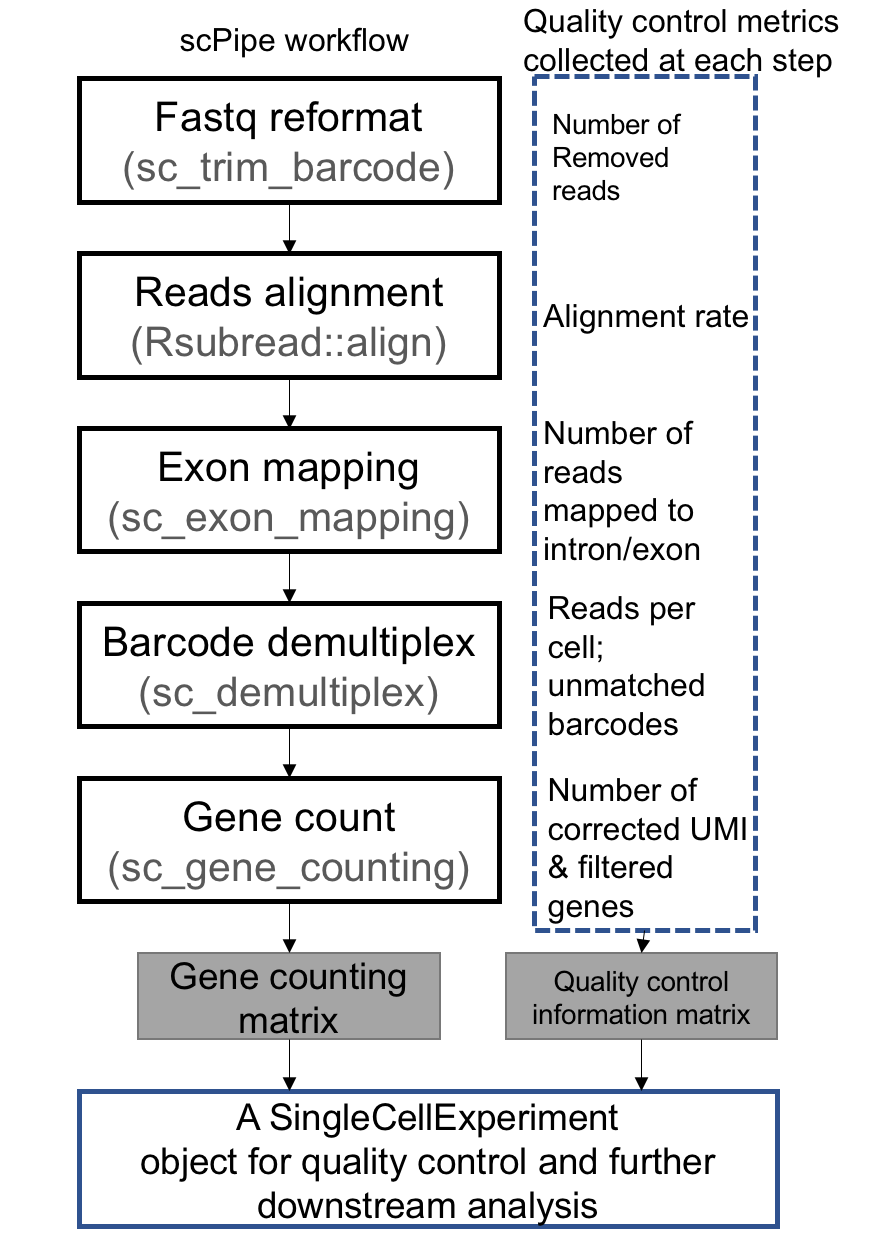 scPipe workflow
Quality control metrics
collected at each step
Fastq reformat
(sc_trim_barcode)
Number of
Removed
reads
Reads alignment
(Rsubread::align)
Alignment rate
Exon mapping
(sc_exon_mapping)
Number of
reads
mapped to
intron/exon
Barcode demultiplex
(sc_demultiplex)
Reads per
cell;
unmatched
barcodes
Gene count
(sc_gene_counting)
Number of
corrected UMI
& filtered
genes
Gene counting
matrix
Quality control
information matrix
A SingleCellExperiment
object for quality control and further
downstream analysis